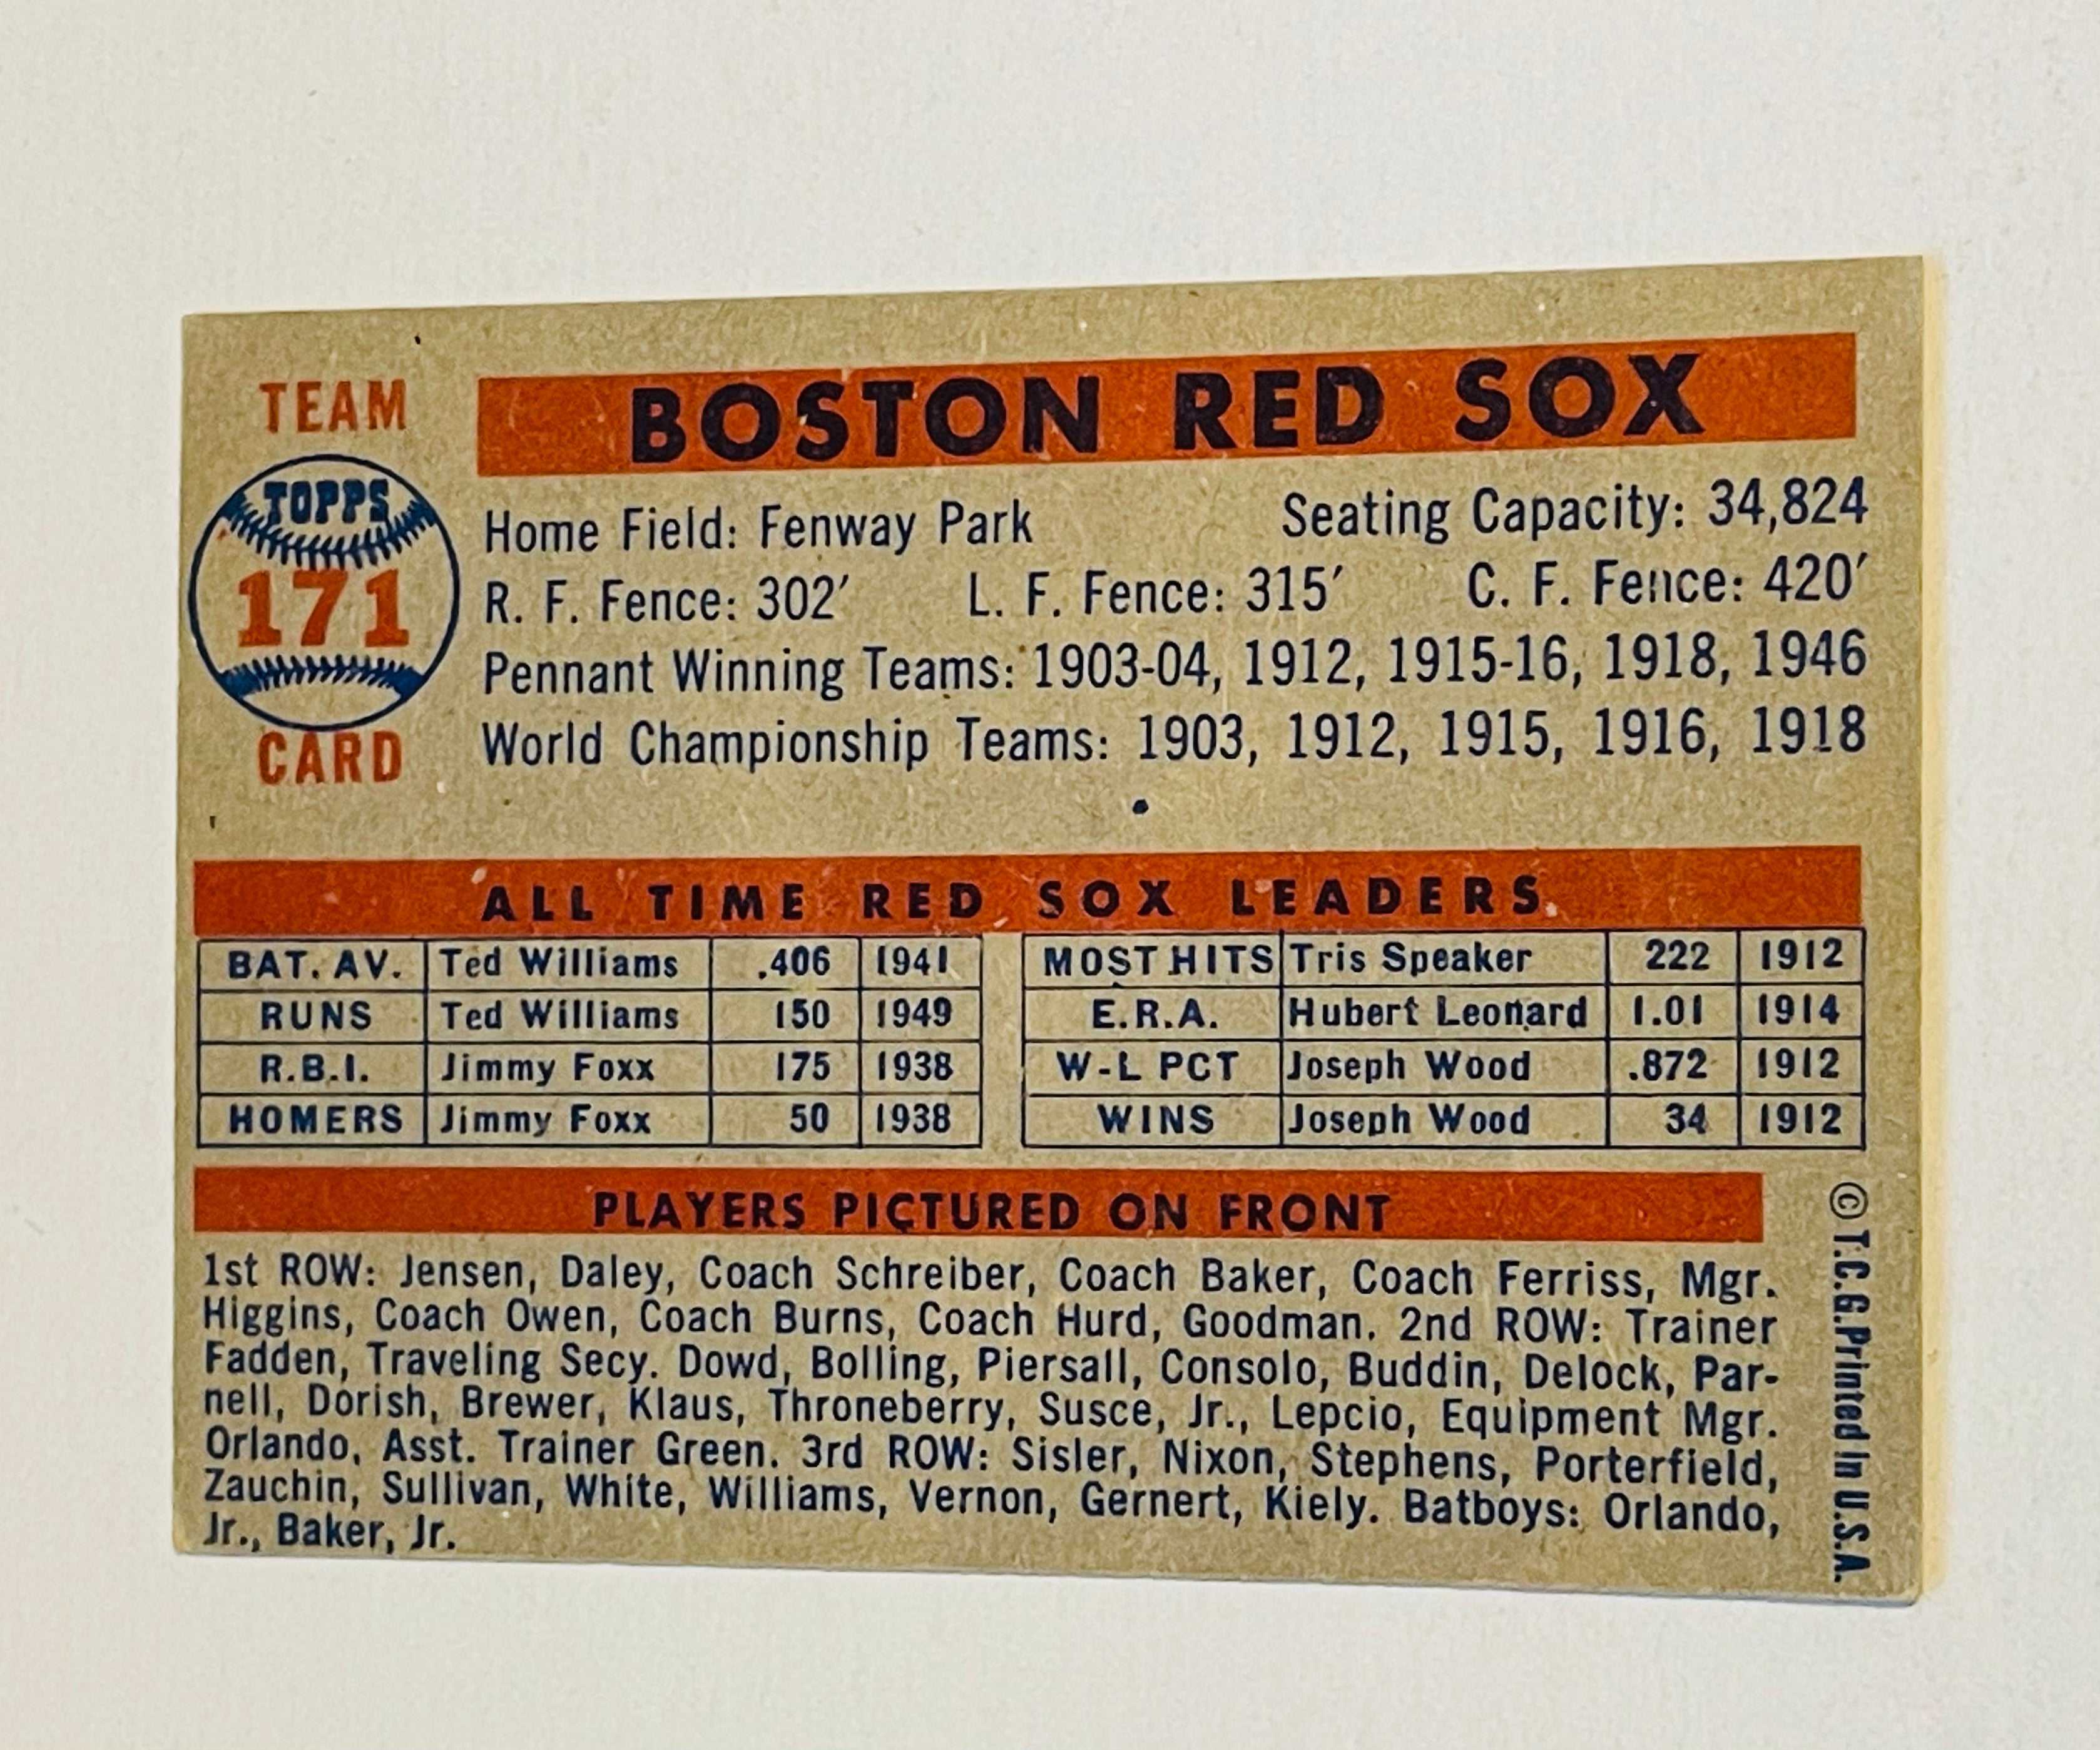 TEAM
TOPPS
171
CARD
BOSTON RED SOX
Home Field: Fenway Park Seating Capacity: 34,824
R. F. Fence: 302′ L. F. Fence: 315′ C. F. Fence: 420′
Pennant Winning Teams: 1903-04, 1912, 1915-16, 1918, 1946
World Championship Teams: 1903, 1912, 1915, 1916, 1918
ALL TIME RED SOX LEADERS
BAT. AV. Ted Williams .406 1941 MOST HITS Tris Speaker 222 1912
RUNS Ted Williams 150 1949 E.R.A. Hubert Leonard 1.01 1914
R.B.I. Jimmy Foxx 175 1938 W-L PCT Joseph Wood .872 1912
HOMERS Jimmy Foxx 50 1938 WINS Joseph Wood 34 1912
PLAYERS PICTURED ON FRONT
1st ROW: Jensen, Daley, Coach Schreiber, Coach Baker, Coach Ferriss, Mgr.
Higgins, Coach Owen, Coach Burns, Coach Hurd, Goodman. 2nd ROW: Trainer
Fadden, Traveling Secy. Dowd, Bolling, Piersall, Consolo, Buddin, Delock, Par-
nell, Dorish, Brewer, Klaus, Throneberry, Susce, Jr., Lepcio, Equipment Mgr.
Orlando, Asst. Trainer Green. 3rd ROW: Sisler, Nixon, Stephens, Porterfield,
Zauchin, Sullivan, White, Williams, Vernon, Gernert, Kiely. Batboys: Orlando,
Jr., Baker, Jr.
© T.C.G. Printed in U.S.A.